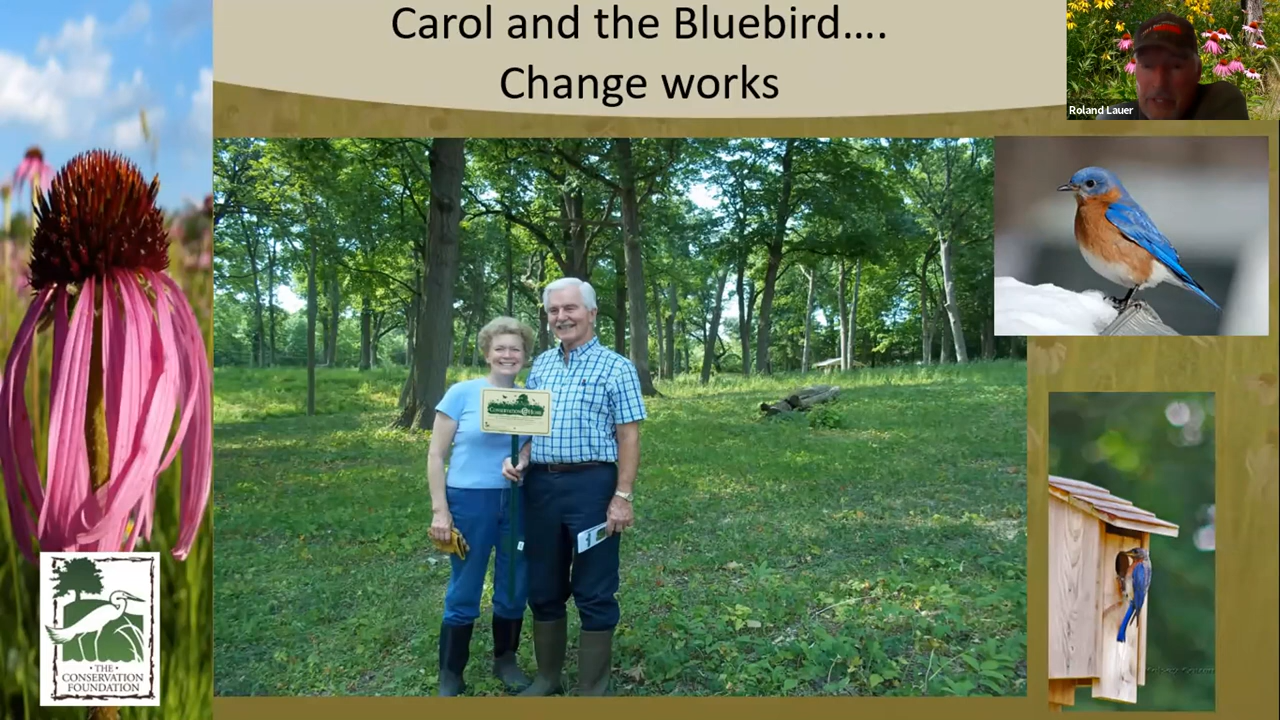 Carol and the Bluebird....
Change works
Roland Lauer
CONSERVATION@HOME
· THE ·
CONSERVATION
FOUNDATION